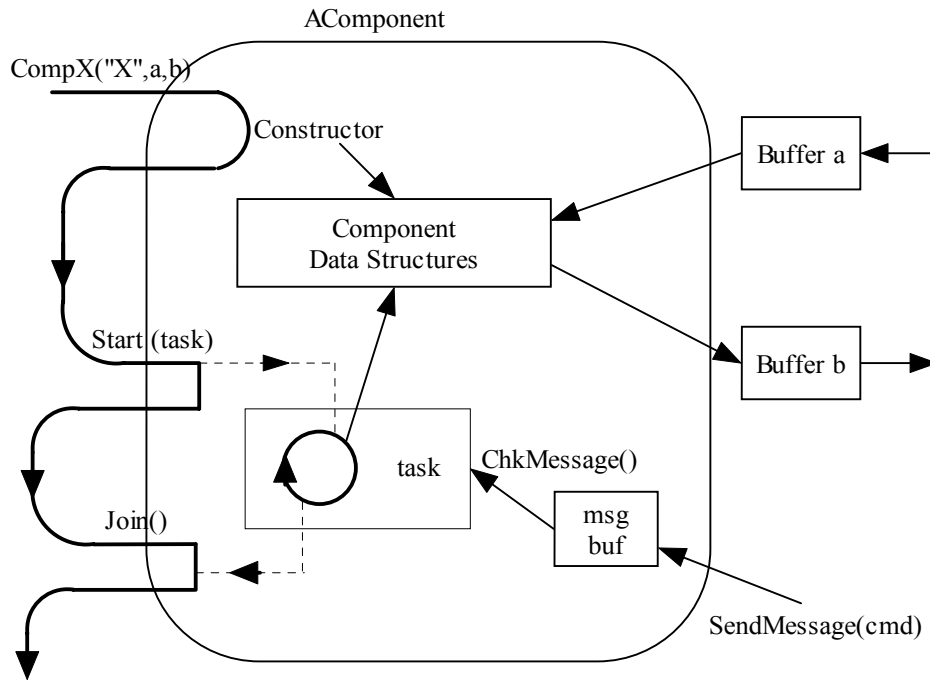 AComponent
CompX("X",a,b)
Constructor
Buffer a
Component
Data Structures
Start (task)
Buffer b
task
ChkMessage()
msg
buf
Join()
SendMessage(cmd)